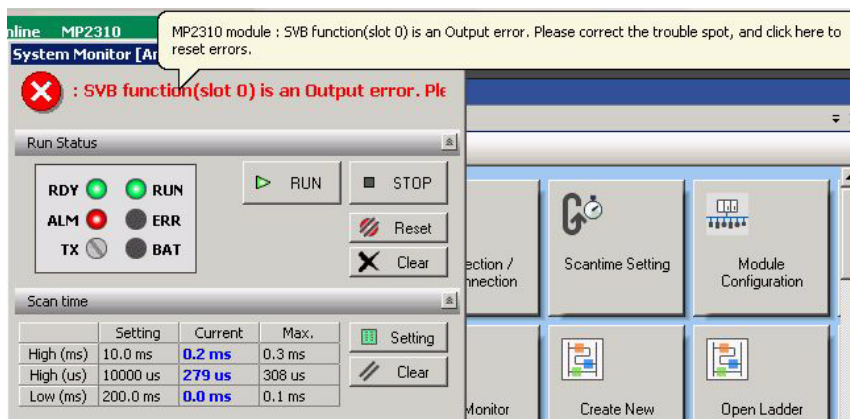 nline MP2310
MP2310 module : SVB function(slot 0) is an Output error. Please correct the trouble spot, and click here to
reset errors.
System Monitor [Ar
: SVB function(slot 0) is an Output error. Ple
Run Status
RDY RUN
ALM ERR
TX BAT
RUN STOP
Reset
Clear
ection /
nnection
Scantime Setting
Module
Configuration
Scan time
Setting Current Max.
High (ms) 10.0 ms 0.2 ms 0.3 ms
High (us) 10000 us 279 us 308 us
Low (ms) 200.0 ms 0.0 ms 0.1 ms
Setting
Clear
Monitor
Create New
Open Ladder